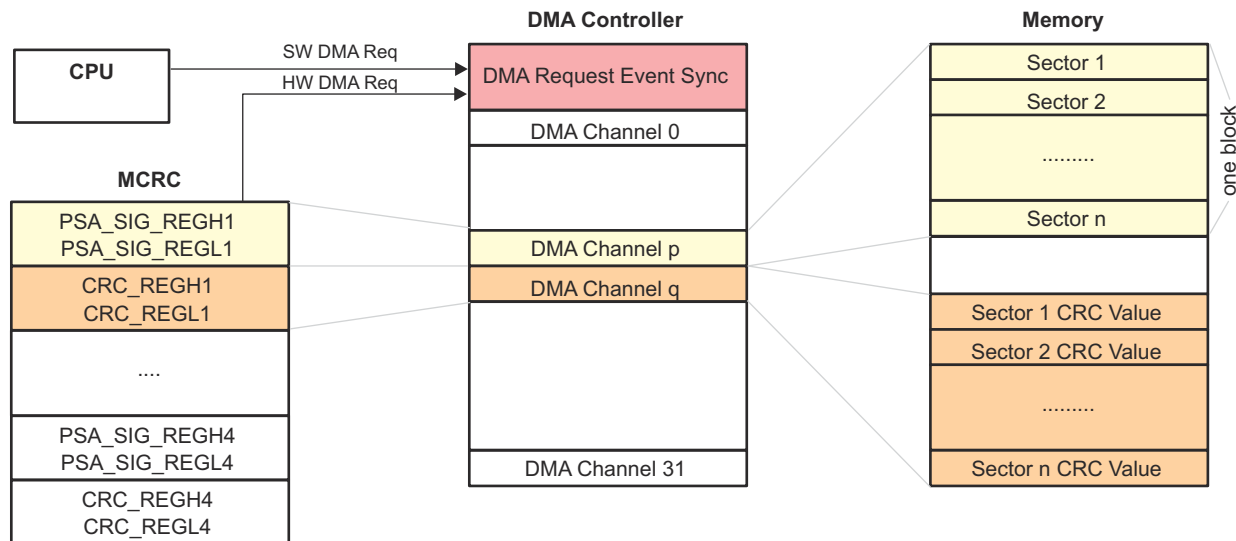 DMA Controller
Memory
CPU
SW DMA Req
HW DMA Req
DMA Request Event Sync
DMA Channel 0
DMA Channel p
DMA Channel q
DMA Channel 31
MCRC
PSA_SIG_REGH1
PSA_SIG_REGL1
CRC_REGH1
CRC_REGL1
....
PSA_SIG_REGH4
PSA_SIG_REGL4
CRC_REGH4
CRC_REGL4
Sector 1
Sector 2
.........
Sector n
one block
Sector 1 CRC Value
Sector 2 CRC Value
.........
Sector n CRC Value